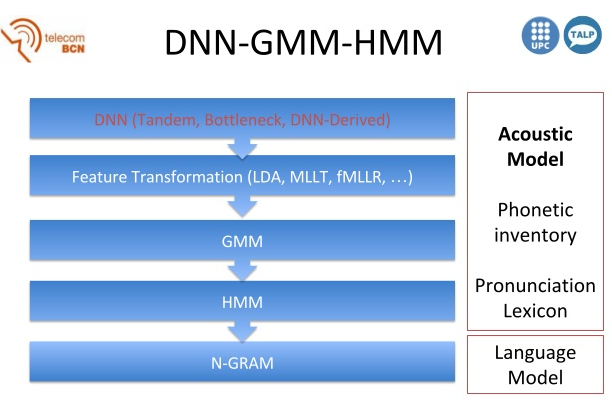 telecom
BCN
DNN-GMM-HMM
UPC
TALP
DNN (Tandem, Bottleneck, DNN-Derived)
Feature Transformation (LDA, MLLT, fMLLR, …)
GMM
HMM
N-GRAM
Acoustic
Model
Phonetic
inventory
Pronunciation
Lexicon
Language
Model